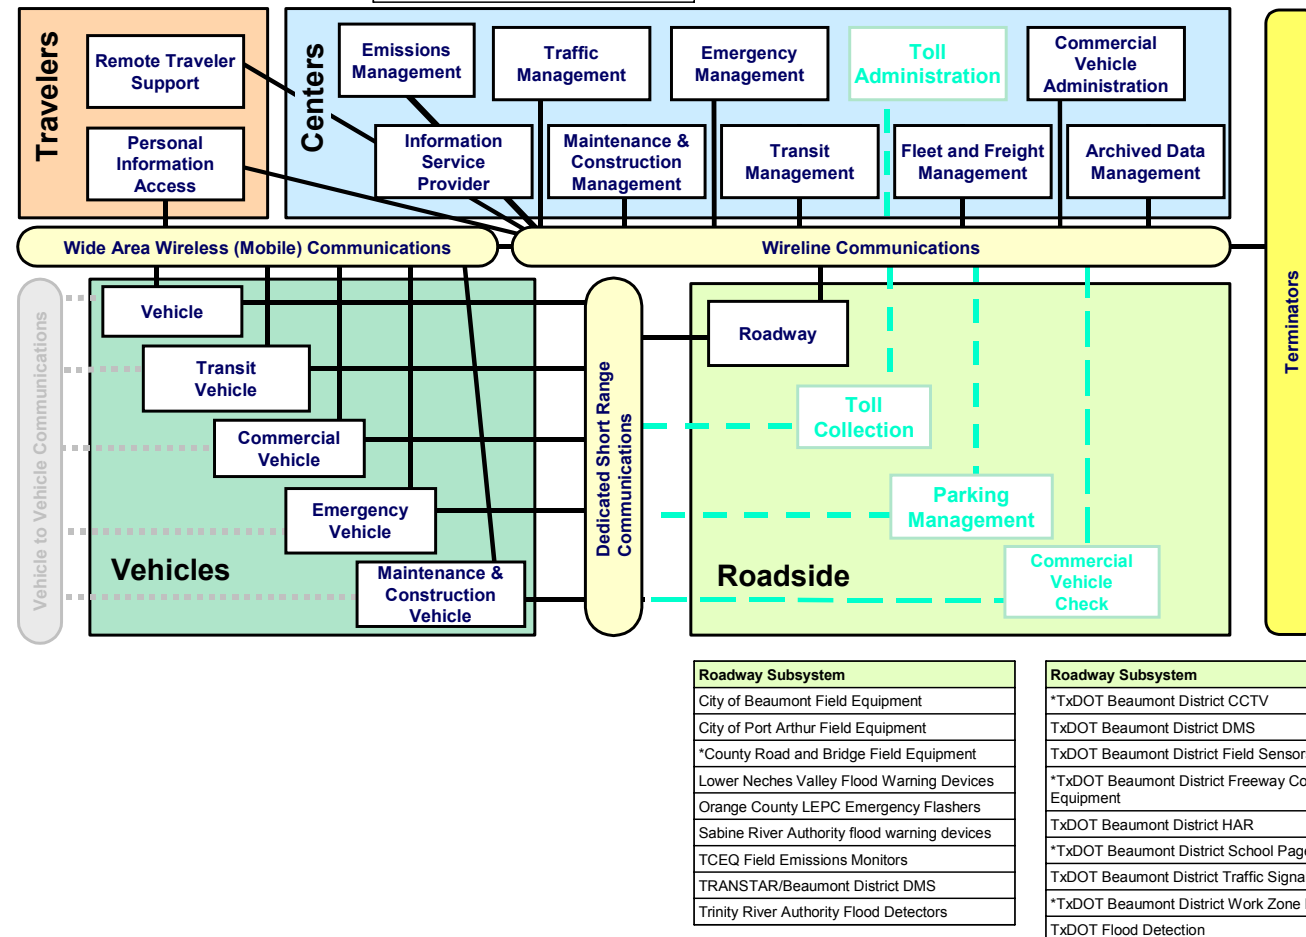 Travelers
Remote Traveler
Support
Personal
Information
Access
Centers
Emissions
Management
Traffic
Management
Emergency
Management
Toll
Administration
Commercial
Vehicle
Administration
Information
Service
Provider
Maintenance &
Construction
Management
Transit
Management
Fleet and Freight
Management
Archived Data
Management
Wide Area Wireless (Mobile) Communications
Wireline Communications
Terminators
Vehicle to Vehicle Communications
Vehicle
Transit
Vehicle
Commercial
Vehicle
Emergency
Vehicle
Maintenance &
Construction
Vehicle
Vehicles
Dedicated Short Range
Communications
Roadway
Toll
Collection
Parking
Management
Commercial
Vehicle
Check
Roadside
Roadway Subsystem
City of Beaumont Field Equipment
City of Port Arthur Field Equipment
*County Road and Bridge Field Equipment
Lower Neches Valley Flood Warning Devices
Orange County LEPC Emergency Flashers
Sabine River Authority flood warning devices
TCEQ Field Emissions Monitors
TRANSTAR/Beaumont District DMS
Trinity River Authority Flood Detectors
Roadway Subsystem
*TxDOT Beaumont District CCTV
TxDOT Beaumont District DMS
TxDOT Beaumont District Field Sensor
*TxDOT Beaumont District Freeway Co
Equipment
TxDOT Beaumont District HAR
*TxDOT Beaumont District School Page
TxDOT Beaumont District Traffic Signa
*TxDOT Beaumont District Work Zone
TxDOT Flood Detection